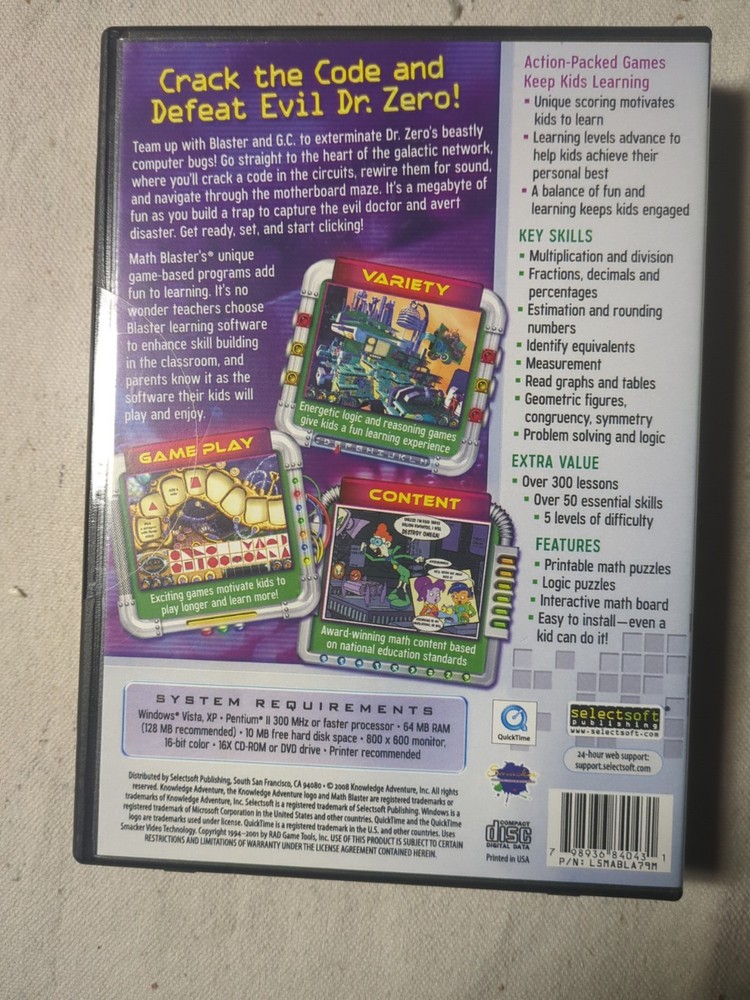 Crack the Code and
Defeat Evil Dr. Zero!
Team up with Blaster and G.C. to exterminate Dr. Zero's beastly
computer bugs! Go straight to the heart of the galactic network,
where you'll crack a code in the circuits, rewire them for sound,
and navigate through the motherboard maze. It's a megabyte of
fun as you build a trap to capture the evil doctor and avert
disaster. Get ready, set, and start clicking!
Math Blaster's® unique
game-based programs add
fun to learning. It's no
wonder teachers choose
Blaster learning software
to enhance skill building
in the classroom, and
parents know it as the
software their kids will
play and enjoy.
VARIETY
Energetic logic and reasoning games
give kids a fun learning experience
GAME PLAY
Exciting games motivate kids to
play longer and learn more!
CONTENT
DESTROY OMEGA!
Award-winning math content based
on national education standards
Action-Packed Games
Keep Kids Learning
▪ Unique scoring motivates
kids to learn
▪ Learning levels advance to
help kids achieve their
personal best
▪ A balance of fun and
learning keeps kids engaged
KEY SKILLS
▪ Multiplication and division
▪ Fractions, decimals and
percentages
▪ Estimation and rounding
numbers
▪ Identify equivalents
▪ Measurement
▪ Read graphs and tables
▪ Geometric figures,
congruency, symmetry
▪ Problem solving and logic
EXTRA VALUE
▪ Over 300 lessons
▪ Over 50 essential skills
▪ 5 levels of difficulty
FEATURES
▪ Printable math puzzles
▪ Logic puzzles
▪ Interactive math board
▪ Easy to install—even a
kid can do it!
SYSTEM REQUIREMENTS
Windows® Vista, XP • Pentium® II 300 MHz or faster processor • 64 MB RAM
(128 MB recommended) • 10 MB free hard disk space • 800 x 600 monitor,
16-bit color • 16X CD-ROM or DVD drive • Printer recommended
Distributed by Selectsoft Publishing, South San Francisco, CA 94080 • © 2008 Knowledge Adventure, Inc. All rights
reserved. Knowledge Adventure, the Knowledge Adventure logo and Math Blaster are registered trademarks or
trademarks of Knowledge Adventure, Inc. Selectsoft is a registered trademark of Selectsoft Publishing. Windows is a
registered trademark of Microsoft Corporation in the United States and other countries. QuickTime and the QuickTime
logo are trademarks used under license. QuickTime is a registered trademark in the U.S. and other countries. Uses
Smacker Video Technology. Copyright 1994-2001 by RAD Game Tools, Inc. USE OF THIS PRODUCT IS SUBJECT TO CERTAIN
RESTRICTIONS AND LIMITATIONS OF WARRANTY UNDER THE LICENSE AGREEMENT CONTAINED HEREIN.
QuickTime
selectsoft
publishing
www.selectsoft.com
24-hour web support:
support.selectsoft.com
Smacker
COMPACT
disc
DIGITAL DATA
Printed in USA
7 98936 84043 1
P/N: LSMABLA79M